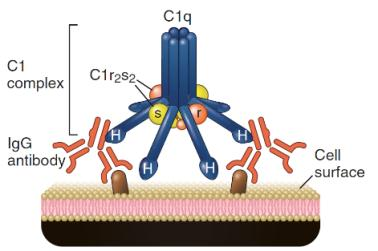 C1q
C1
complex
C1r₂s₂
s
r
H
H
H
H
IgG
antibody
Cell
surface